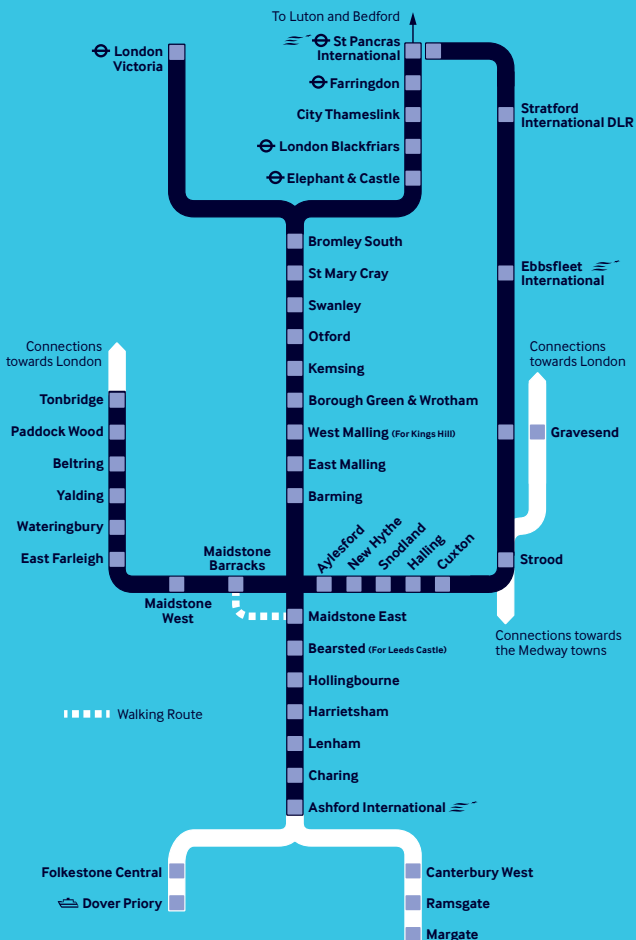 To Luton and Bedford
St Pancras
International
London
Victoria
Farringdon
City Thameslink
London Blackfriars
Elephant & Castle
Stratford
International DLR
Bromley South
St Mary Cray
Swanley
Otford
Kemsing
Borough Green & Wrotham
West Malling (For Kings Hill)
East Malling
Barming
Ebbsfleet
International
Connections
towards London
Gravesend
Strood
Connections towards
the Medway towns
Connections
towards London
Tonbridge
Paddock Wood
Beltring
Yalding
Wateringbury
East Farleigh
Maidstone
West
Maidstone
Barracks
Aylesford
New Hythe
Snodland
Halling
Cuxton
Maidstone East
Bearsted (For Leeds Castle)
Hollingbourne
Harrietsham
Lenham
Charing
Ashford International
Walking Route
Folkestone Central
Dover Priory
Canterbury West
Ramsgate
Margate